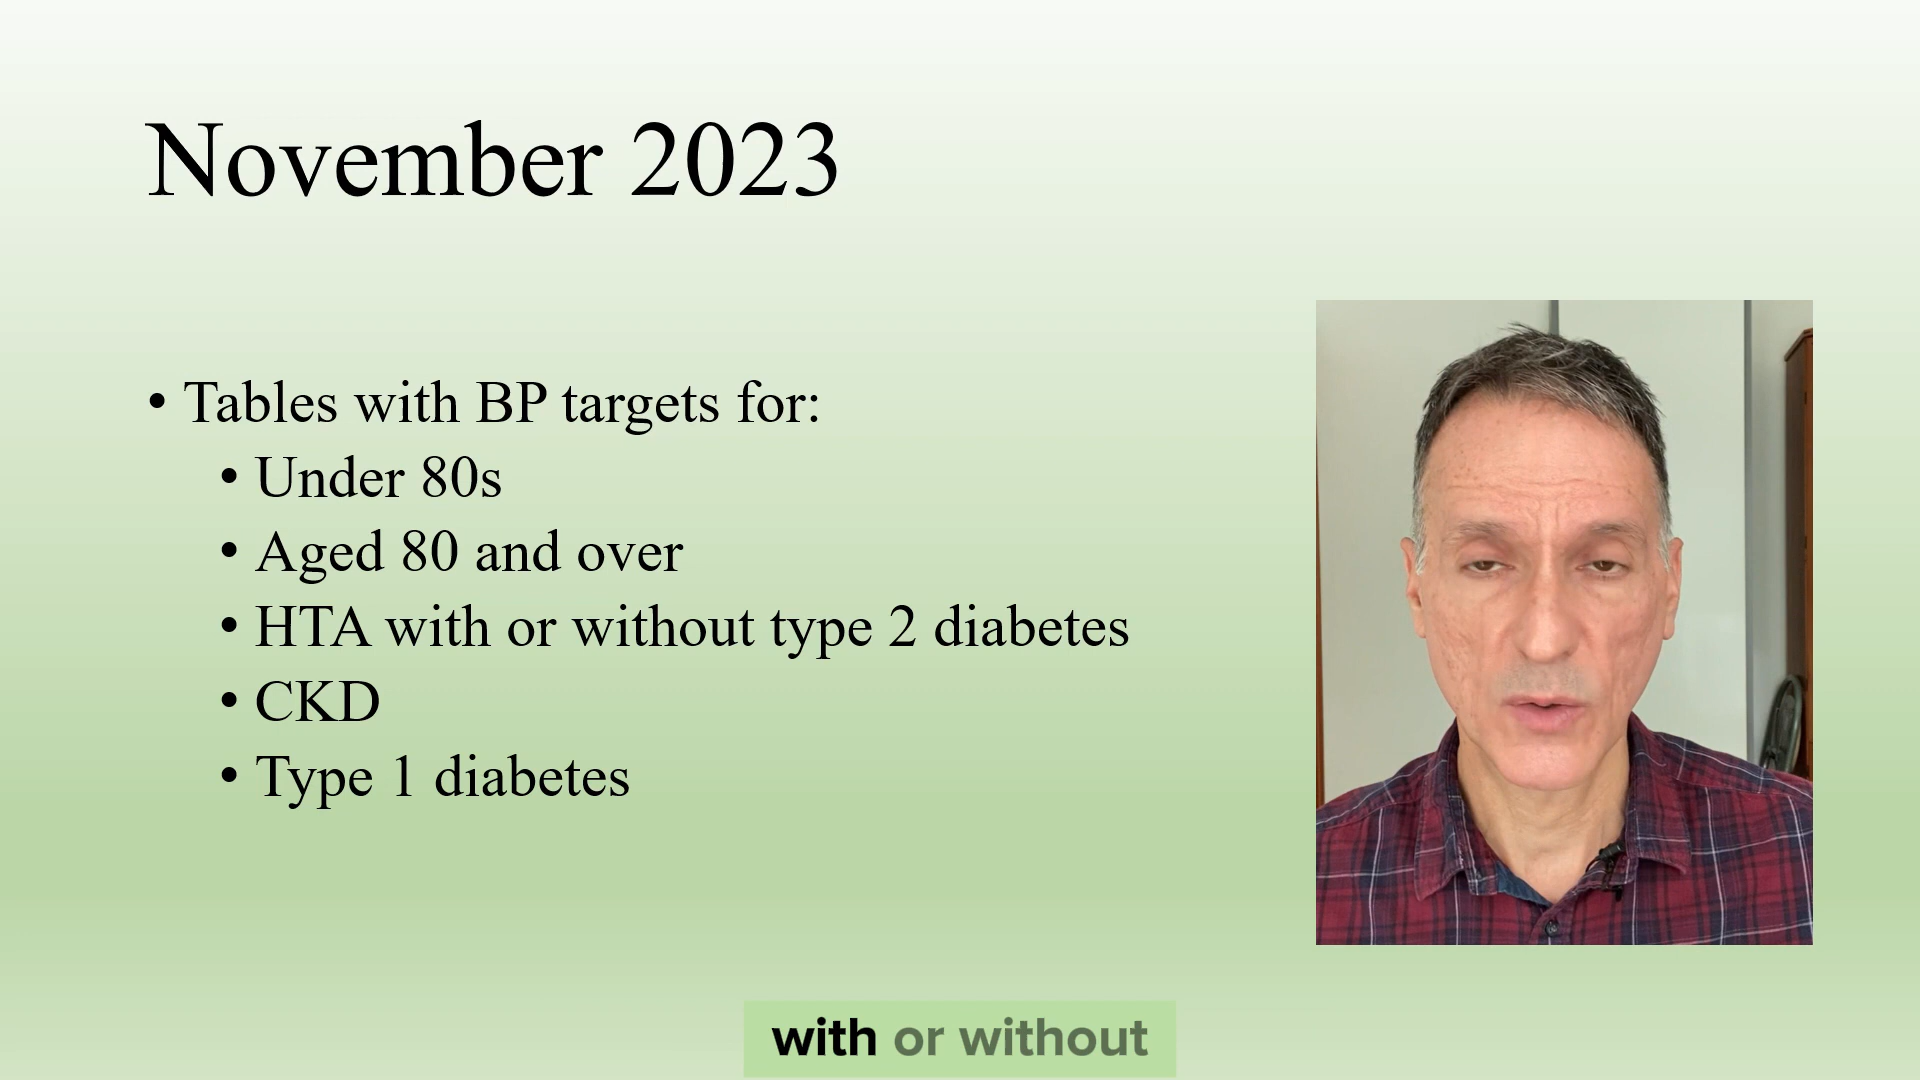 November 2023
• Tables with BP targets for:
• Under 80s
• Aged 80 and over
• HTA with or without type 2 diabetes
• CKD
• Type 1 diabetes
with or without